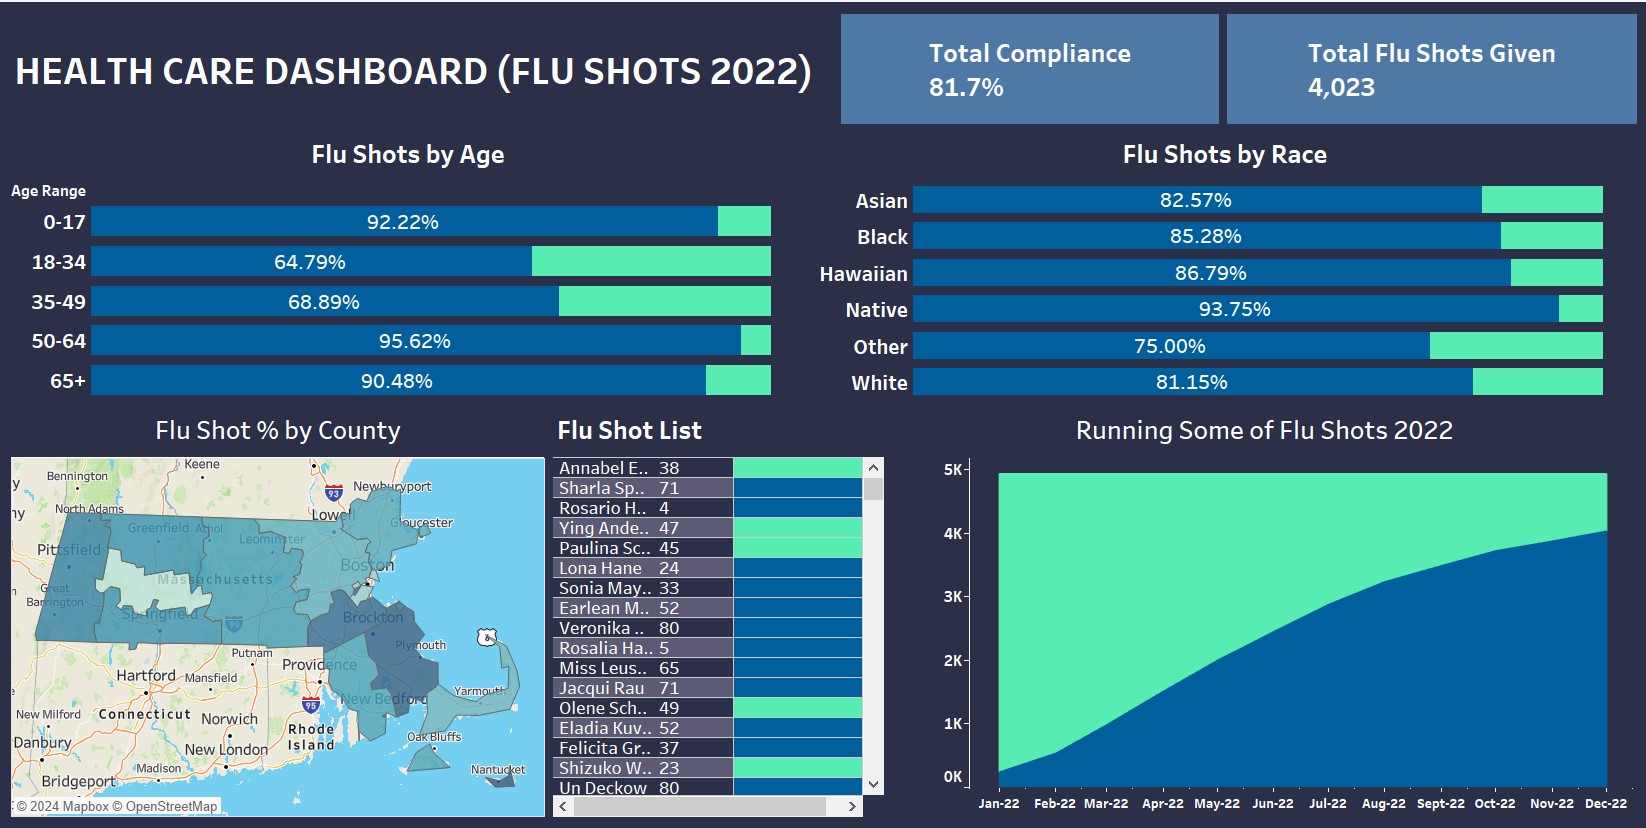 HEALTH CARE DASHBOARD (FLU SHOTS 2022)
Total Compliance
81.7%
Total Flu Shots Given
4,023
Flu Shots by Age
Age Range
0-17 92.22%
18-34 64.79%
35-49 68.89%
50-64 95.62%
65+ 90.48%
Flu Shots by Race
Asian 82.57%
Black 85.28%
Hawaiian 86.79%
Native 93.75%
Other 75.00%
White 81.15%
Flu Shot % by County
Keene
Bennington
y
93
Newburyport
North Adams
ny
Lowell
Gloucester
Greenfield Athol
Leominster
Pittsfield
Boston
Massachusetts
Great
Barrington
n
Springfield
90
Brockton
6
Plymouth
Putnam
Providence
Hartford
Mansfield
New Bedford
Yarmouth
95
New Milford
Connecticut
Norwich
Rhode
Island
Danbury
New London
Oak Bluffs
Madison
Nantucket
Bridgeport
© 2024 Mapbox © OpenStreetMap
Flu Shot List
Annabel E.. 38
Sharla Sp.. 71
Rosario H.. 4
Ying Ande.. 47
Paulina Sc.. 45
Lona Hane 24
Sonia May.. 33
Earlean M.. 52
Veronika .. 80
Rosalia Ha.. 5
Miss Leus.. 65
Jacqui Rau 71
Olene Sch.. 49
Eladia Kuv.. 52
Felicita Gr.. 37
Shizuko W.. 23
Un Deckow 80
Running Some of Flu Shots 2022
5K
4K
3K
2K
1K
0K
Jan-22 Feb-22 Mar-22 Apr-22 May-22 Jun-22 Jul-22 Aug-22 Sept-22 Oct-22 Nov-22 Dec-22